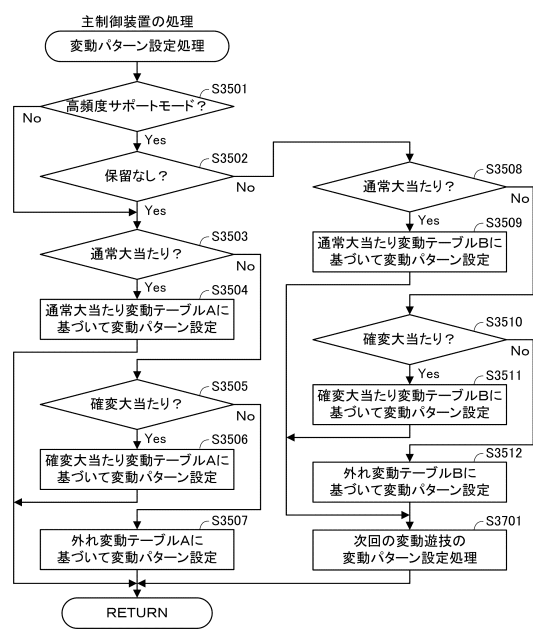 主制御装置の処理
変動パターン設定処理
S3501
高頻度サポートモード?
No
Yes
S3502
保留なし?
No
Yes
S3503
通常大当たり?
No
Yes
S3504
通常大当たり変動テーブルAに
基づいて変動パターン設定
S3505
確変大当たり?
No
Yes
S3506
確変大当たり変動テーブルAに
基づいて変動パターン設定
S3507
外れ変動テーブルAに
基づいて変動パターン設定
S3508
通常大当たり?
No
Yes
S3509
通常大当たり変動テーブルBに
基づいて変動パターン設定
S3510
確変大当たり?
No
Yes
S3511
確変大当たり変動テーブルBに
基づいて変動パターン設定
S3512
外れ変動テーブルBに
基づいて変動パターン設定
S3701
次回の変動遊技の
変動パターン設定処理
RETURN